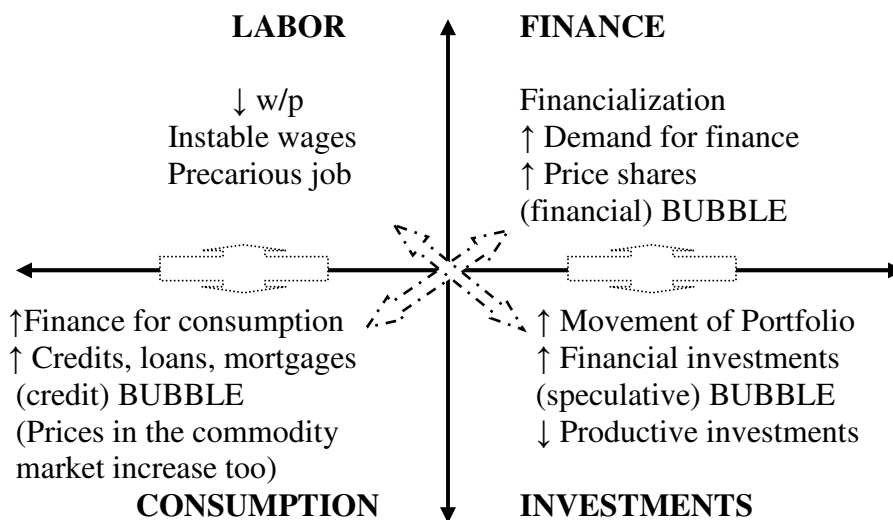 LABOR
↓ w/p
Instable wages
Precarious job
FINANCE
Financialization
↑ Demand for finance
↑ Price shares
(financial) BUBBLE
↑Finance for consumption
↑ Credits, loans, mortgages
(credit) BUBBLE
(Prices in the commodity
market increase too)
CONSUMPTION
↑ Movement of Portfolio
↑ Financial investments
(speculative) BUBBLE
↓ Productive investments
INVESTMENTS